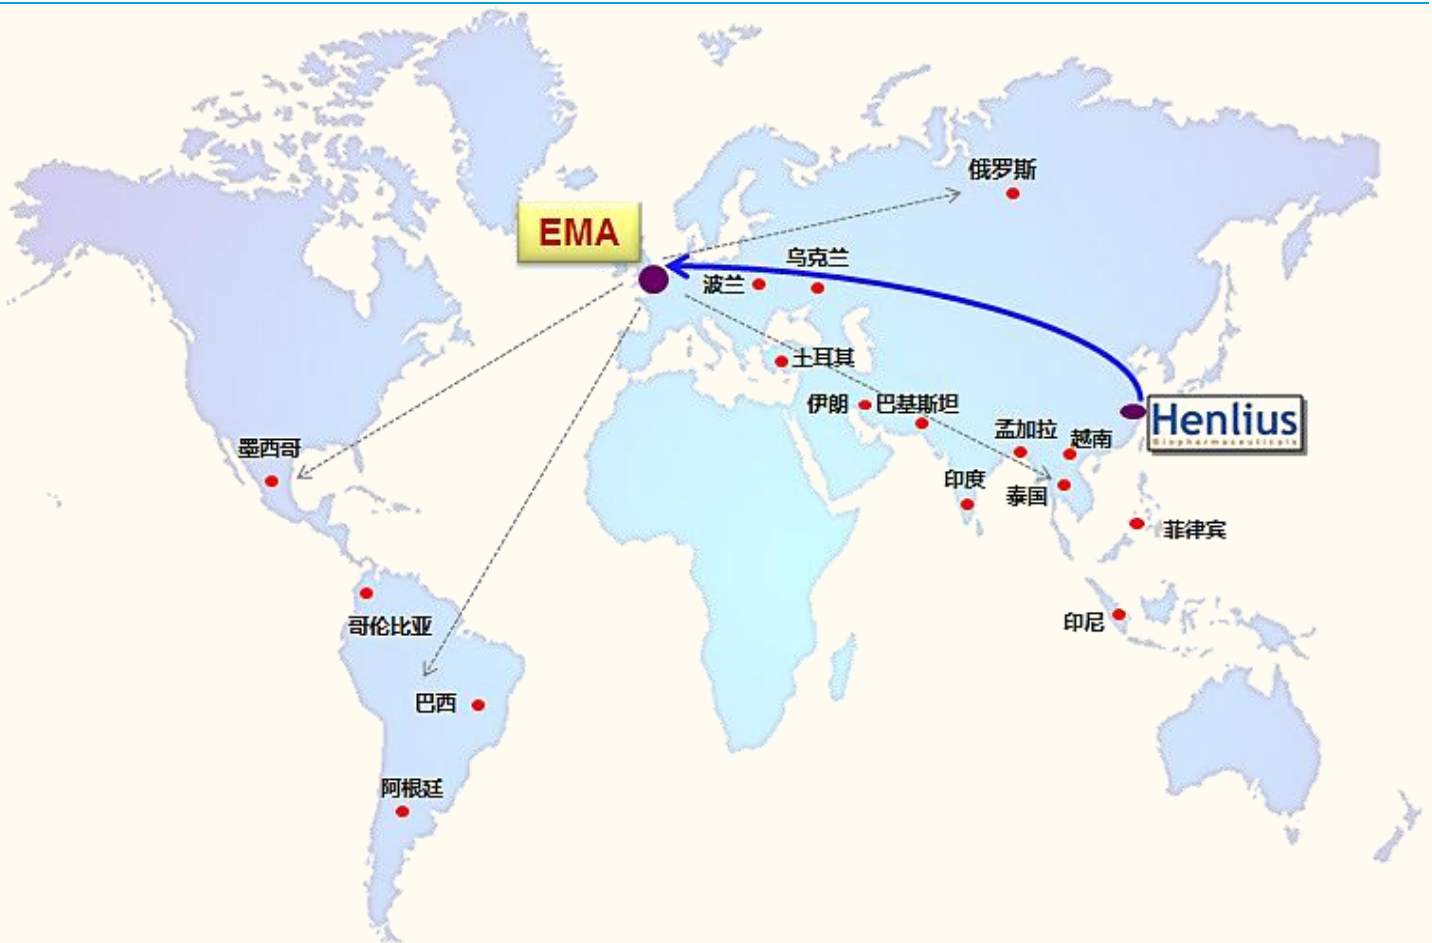 俄罗斯
EMA
乌克兰
波兰
土耳其
伊朗
巴基斯坦
Henlius
Biopharmaceuticals
孟加拉
越南
墨西哥
印度
泰国
菲律宾
哥伦比亚
印尼
巴西
阿根廷